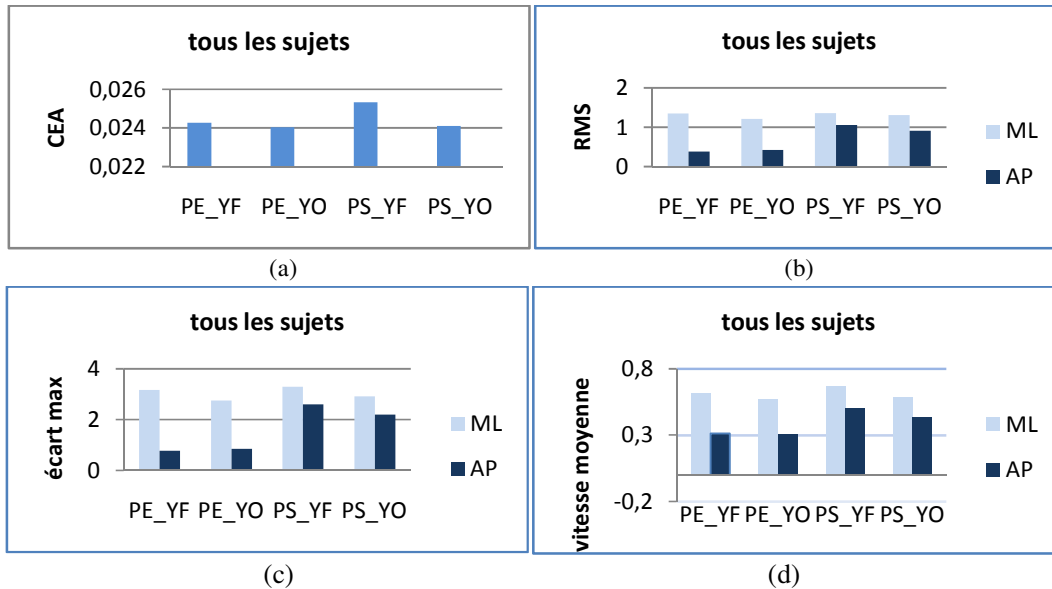 tous les sujets
CEA
0,026
0,024
0,022
PE_YF PE_YO PS_YF PS_YO
(a)
tous les sujets
RMS
2
1
0
PE_YF PE_YO PS_YF PS_YO
ML
AP
(b)
tous les sujets
écart max
4
2
0
PE_YF PE_YO PS_YF PS_YO
ML
AP
(c)
tous les sujets
vitesse moyenne
0,8
0,3
-0,2
PE_YF PE_YO PS_YF PS_YO
ML
AP
(d)